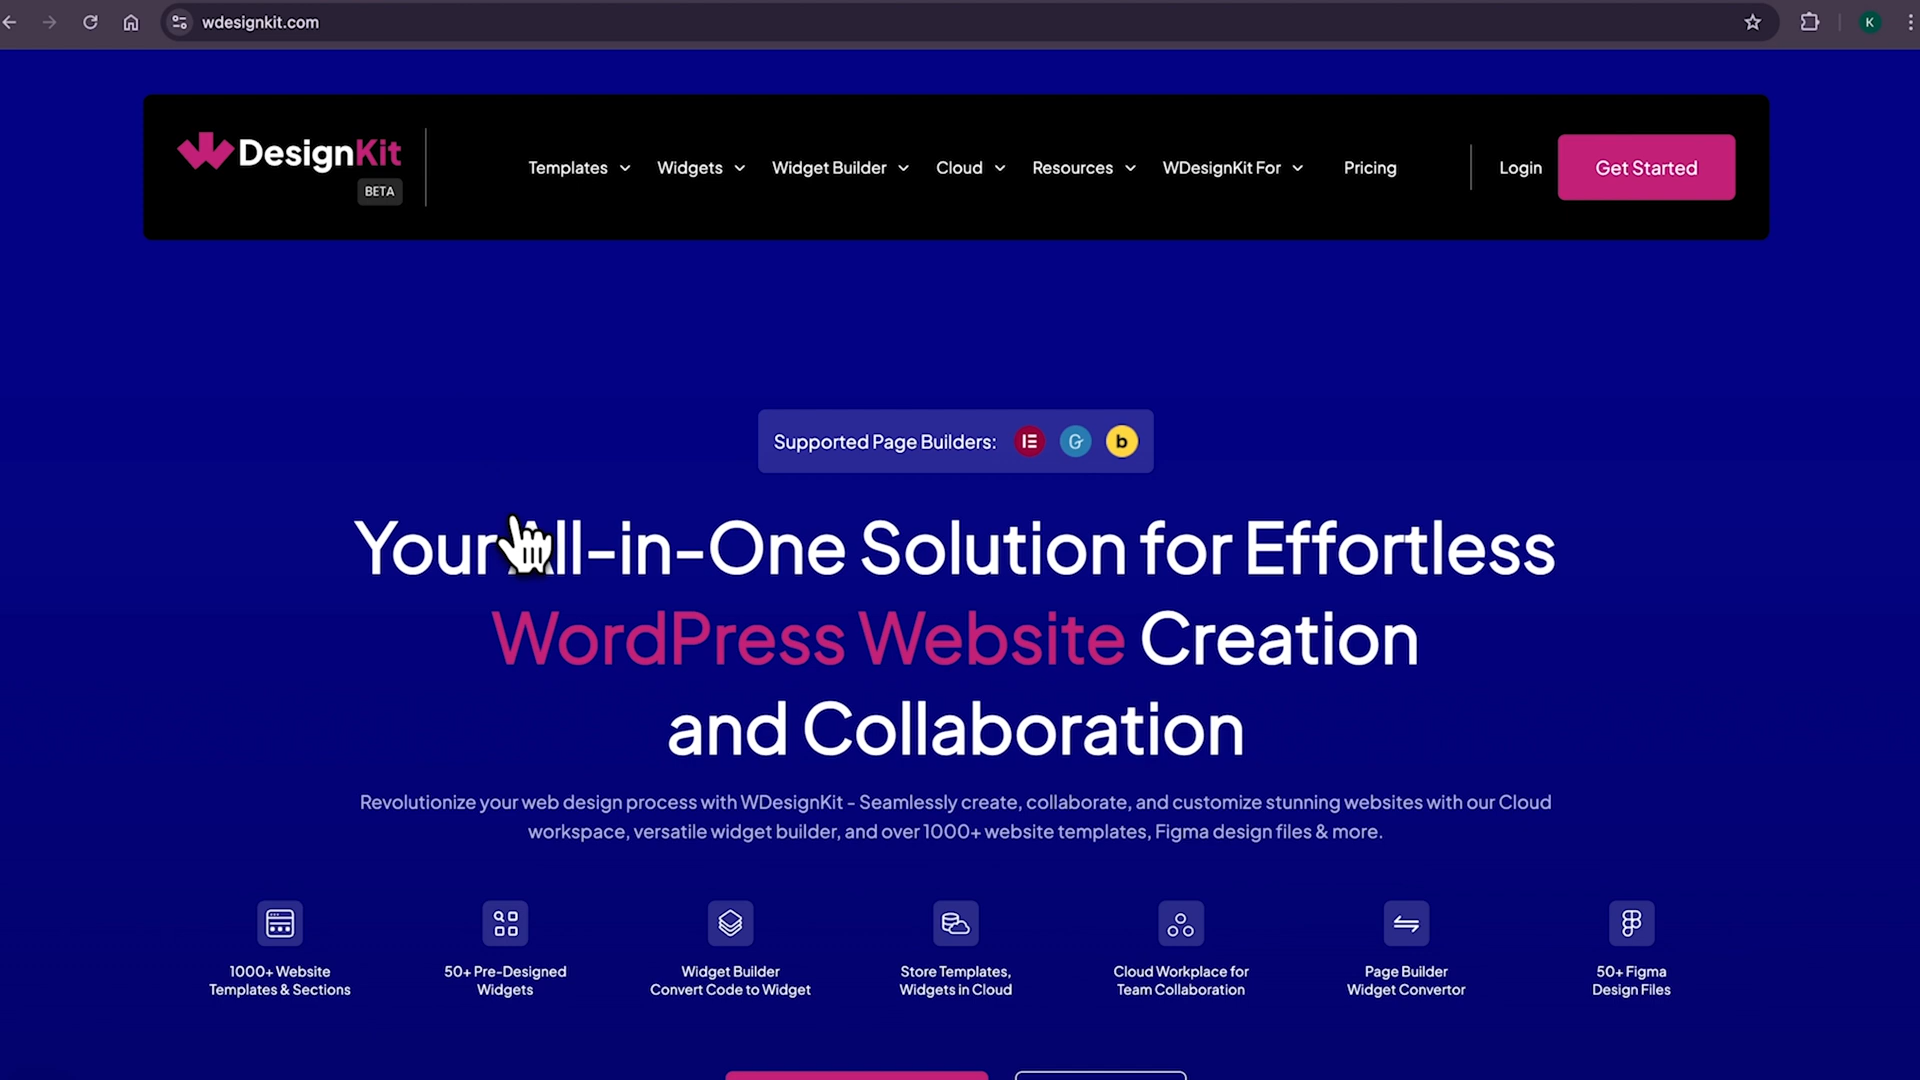 wdesignkit.com
K
DesignKit
BETA
Templates
Widgets
Widget Builder
Cloud
Resources
WDesignKit For
Pricing
Login
Get Started
Supported Page Builders:
Your All-in-One Solution for Effortless
WordPress Website Creation
and Collaboration
Revolutionize your web design process with WDesignKit - Seamlessly create, collaborate, and customize stunning websites with our Cloud
workspace, versatile widget builder, and over 1000+ website templates, Figma design files & more.
1000+ Website
Templates & Sections
50+ Pre-Designed
Widgets
Widget Builder
Convert Code to Widget
Store Templates,
Widgets in Cloud
Cloud Workplace for
Team Collaboration
Page Builder
Widget Convertor
50+ Figma
Design Files